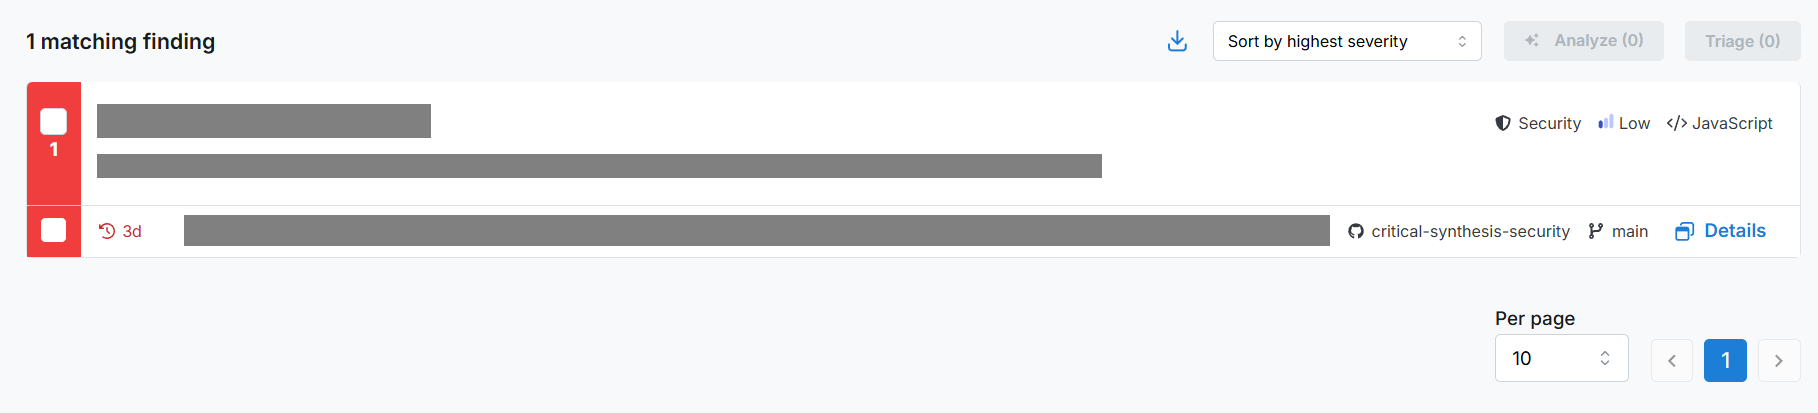 1 matching finding
Sort by highest severity
Analyze (0)
Triage (0)
1
Security Low JavaScript
3d
critical-synthesis-security main Details
Per page
10
1